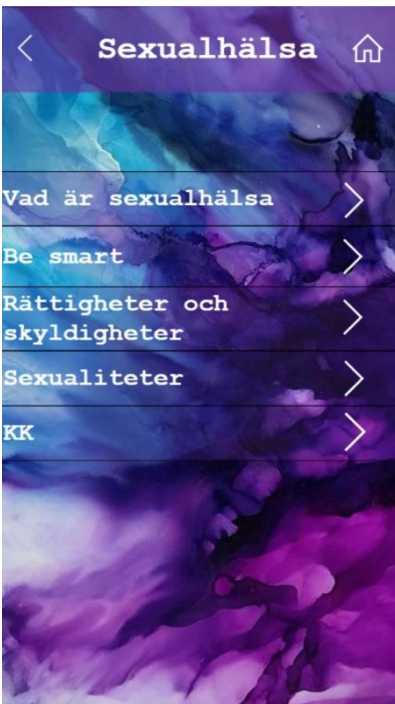 Sexualhälsa
Vad är sexualhälsa
Be smart
Rättigheter och
skyldigheter
Sexualiteter
KK